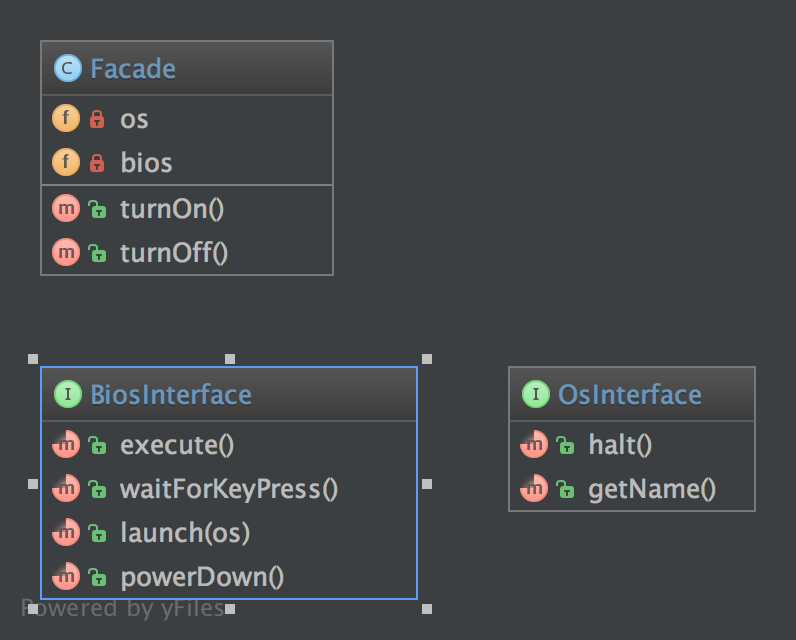 C Facade
f os
f bios
m turnOn()
m turnOff()
I BiosInterface
m execute()
m waitForKeyPress()
m launch(os)
m powerDown()
I OsInterface
m halt()
m getName()
Powered by yFiles